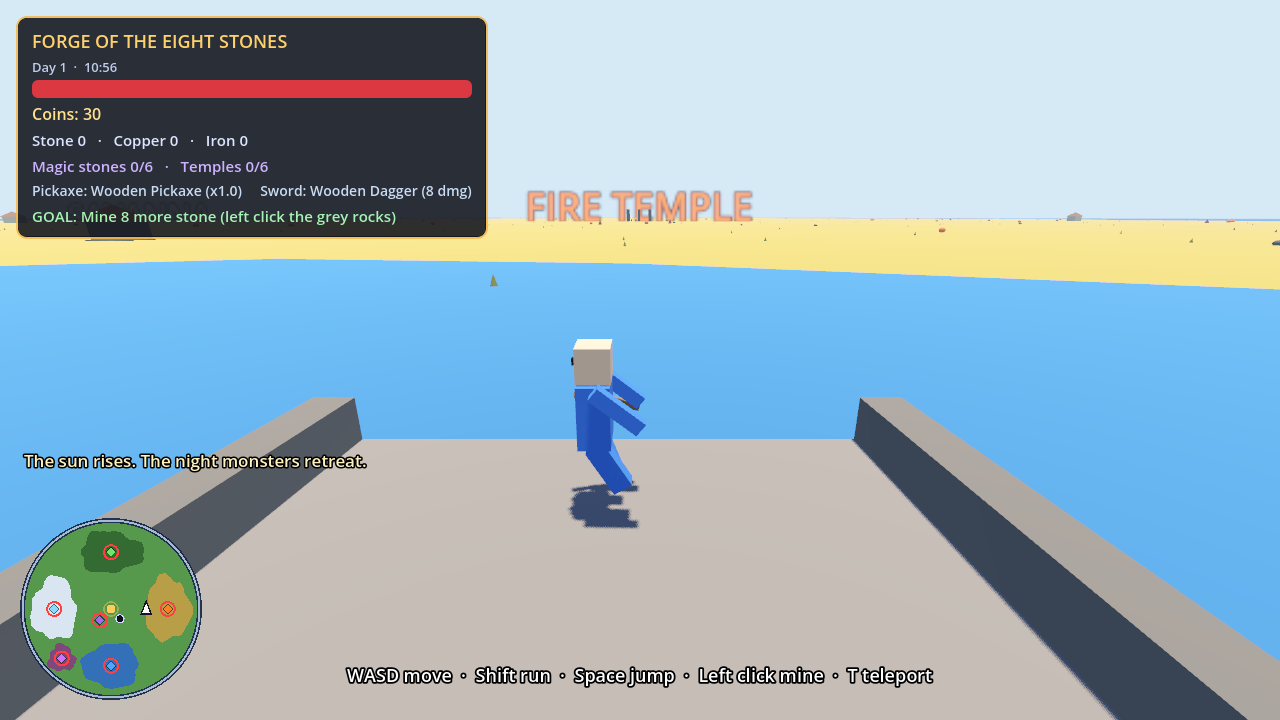 FORGE OF THE EIGHT STONES
Day 1 · 10:56
Coins: 30
Stone 0 · Copper 0 · Iron 0
Magic stones 0/6 · Temples 0/6
Pickaxe: Wooden Pickaxe (x1.0) Sword: Wooden Dagger (8 dmg)
GOAL: Mine 8 more stone (left click the grey rocks)
FIRE TEMPLE
The sun rises. The night monsters retreat.
WASD move · Shift run · Space jump · Left click mine · T teleport